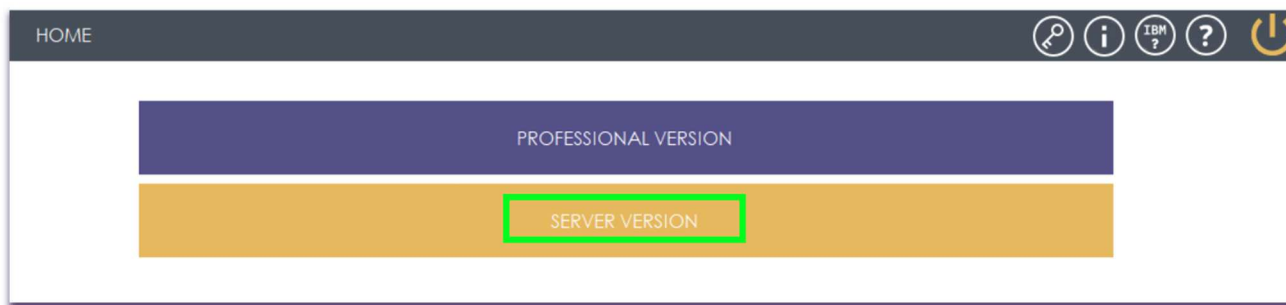 HOME
i
IBM
?
?
PROFESSIONAL VERSION
SERVER VERSION